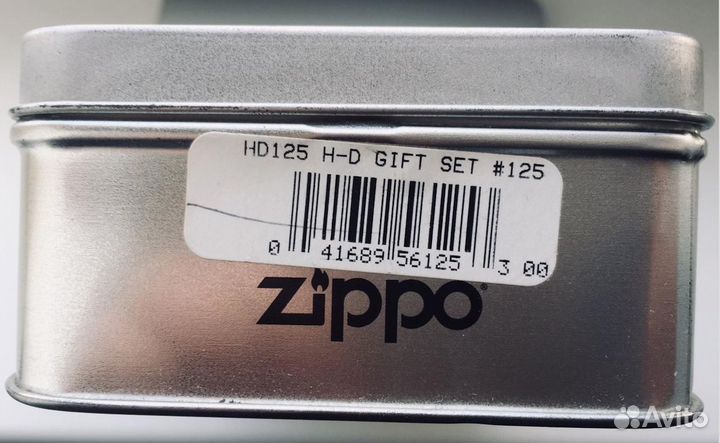 HD125 H-D GIFT SET #125
0 41689 56125 3 00
zippo®
Avito